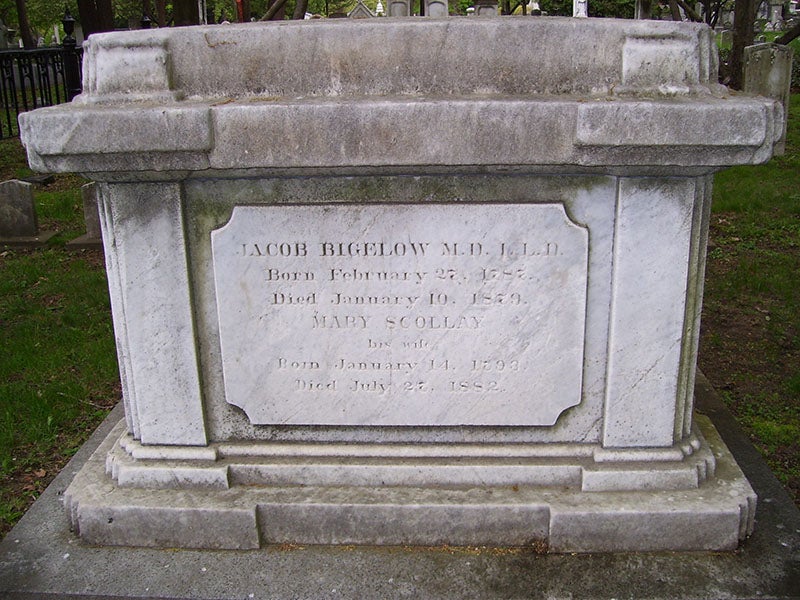 JACOB BIGELOW M.D. L.L.D.
Born February 27, 1787.
Died January 10, 1879.
MARY SCOLLAY
his wife,
Born January 14, 1793.
Died July 27, 1882.